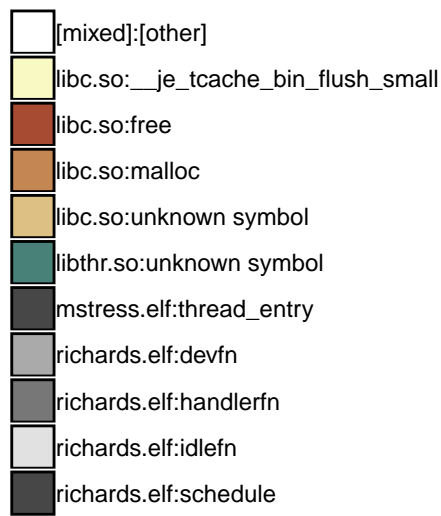 [mixed]:[other]
libc.so:__je_tcache_bin_flush_small
libc.so:free
libc.so:malloc
libc.so:unknown symbol
libthr.so:unknown symbol
mstress.elf:thread_entry
richards.elf:devfn
richards.elf:handlerfn
richards.elf:idlefn
richards.elf:schedule